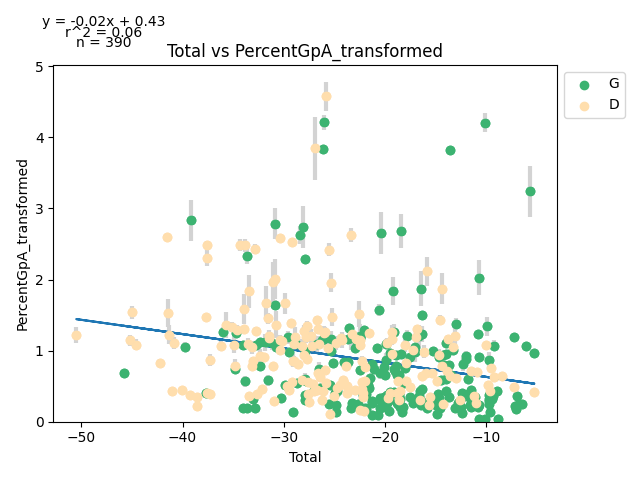 y = -0.02x + 0.43
r^2 = 0.06
n = 390
Total vs PercentGpA_transformed
G
D
PercentGpA_transformed
5
4
3
2
1
0
−50 −40 −30 −20 −10
Total